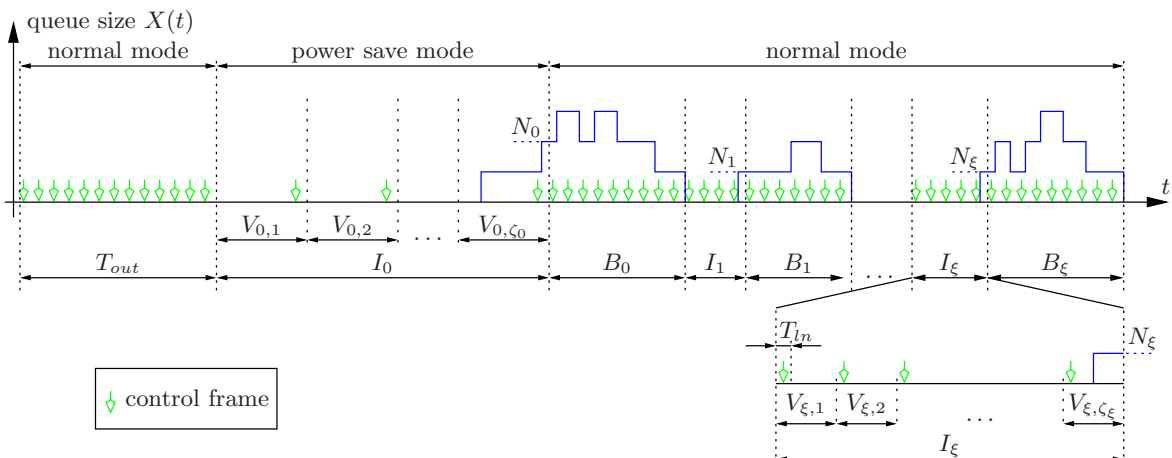 queue size X(t)
normal mode power save mode normal mode
N_0 N_1 N_ξ
t
V_{0,1} V_{0,2} ... V_{0,ζ_0}
T_{out} I_0 B_0 I_1 B_1 ... I_ξ B_ξ
T_{ln} N_ξ
control frame
V_{ξ,1} V_{ξ,2} ... V_{ξ,ζ_ξ}
I_ξ